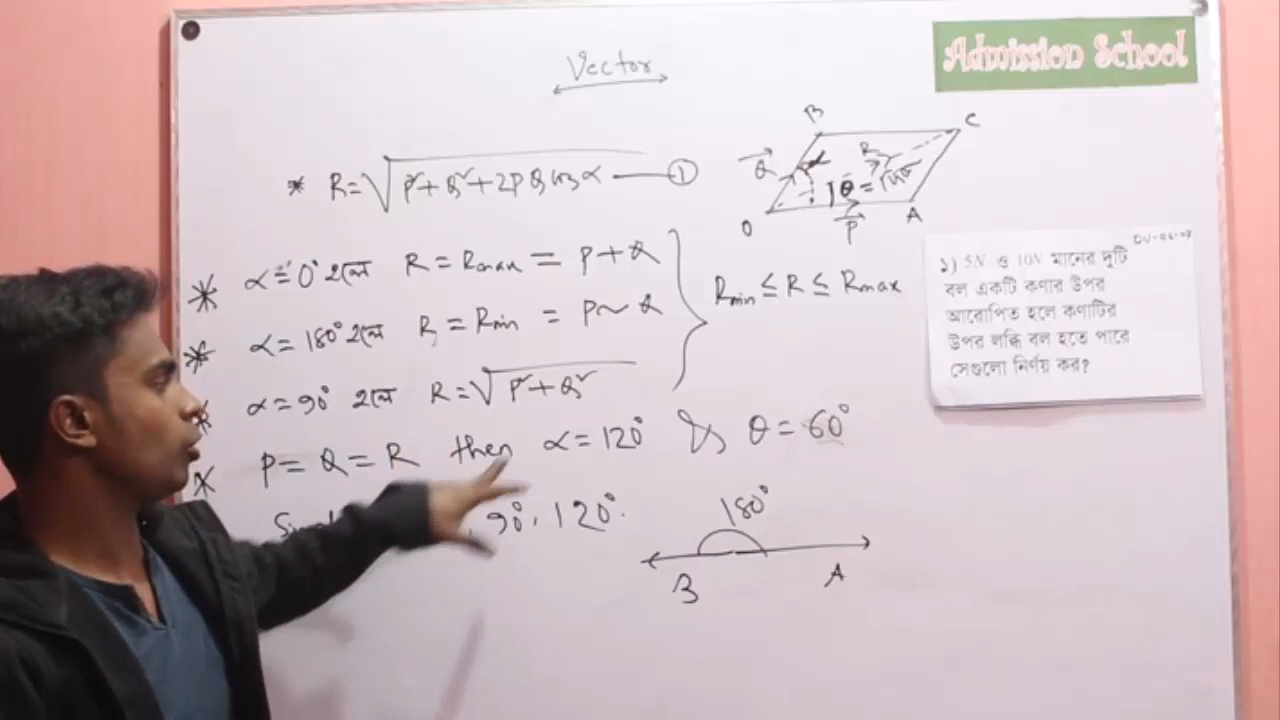 Vector
Admission School
* R = √P²+Q²+2PQ cos α ——①
* α = 0° হলে R = Rmax = P + Q
* α = 180° হলে R = Rmin = P ~ Q
* α = 90° হলে R = √P²+Q²
Rmin ≤ R ≤ Rmax
* P = Q = R then α = 120° & θ = 60°
90°, 120°.
180°
B A
B C
Q α R
θ =
O P A
১) 5N ও 10N মানের দুটি
বল একটি কণার উপর
আরোপিত হলে কণাটির
উপর লব্ধি বল হতে পারে
সেগুলো নির্ণয় কর?